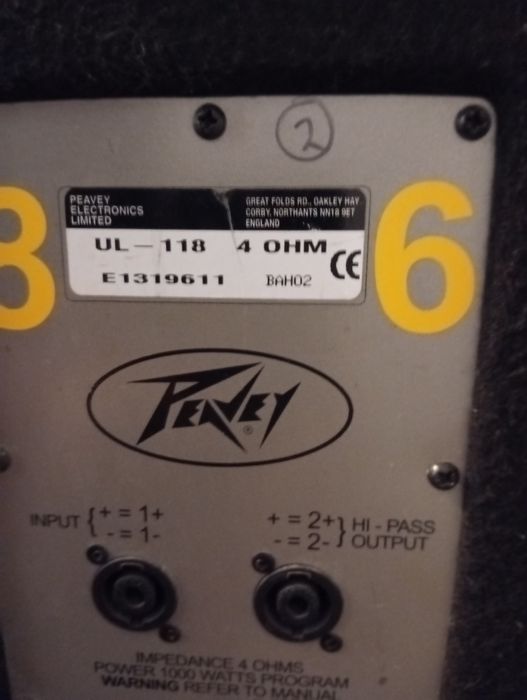 2
PEAVEY
ELECTRONICS
LIMITED
GREAT FOLDS RD., OAKLEY HAY
CORBY, NORTHANTS NN18 9ET
ENGLAND
UL-118 4 OHM
E1319611 BAH02 CE
8 6
PEAVEY ®
INPUT { + = 1+
- = 1-
+ = 2+ } HI-PASS
- = 2- } OUTPUT
IMPEDANCE 4 OHMS
POWER 1000 WATTS PROGRAM
WARNING REFER TO MANUAL